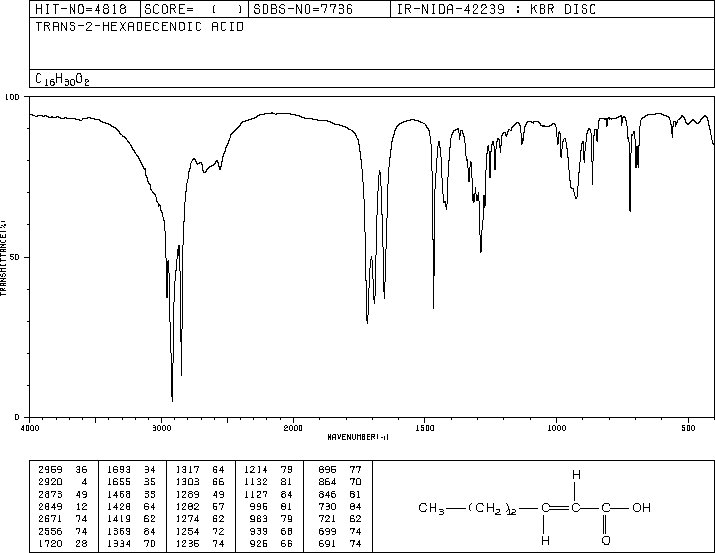 HIT-NO=4818 SCORE= ( ) SDBS-NO=7736 IR-NIDA-42239 : KBR DISC
TRANS-2-HEXADECENOIC ACID
C16H30O2
100
50
0
TRANSMITTANCE(%)
4000 3000 2000 1500 1000 500
WAVENUMBER(-1)
2959 36 1693 34 1317 64 1214 79 895 77
2920 4 1655 35 1303 66 1132 81 864 70
2873 49 1468 33 1289 49 1127 84 846 81
2849 12 1428 64 1282 57 996 81 730 84
2671 74 1419 62 1274 62 983 79 721 62
2556 74 1369 84 1254 72 939 68 699 74
1720 28 1334 70 1236 74 926 66 691 74
H
CH3 (CH2)12 C=C C OH
H O